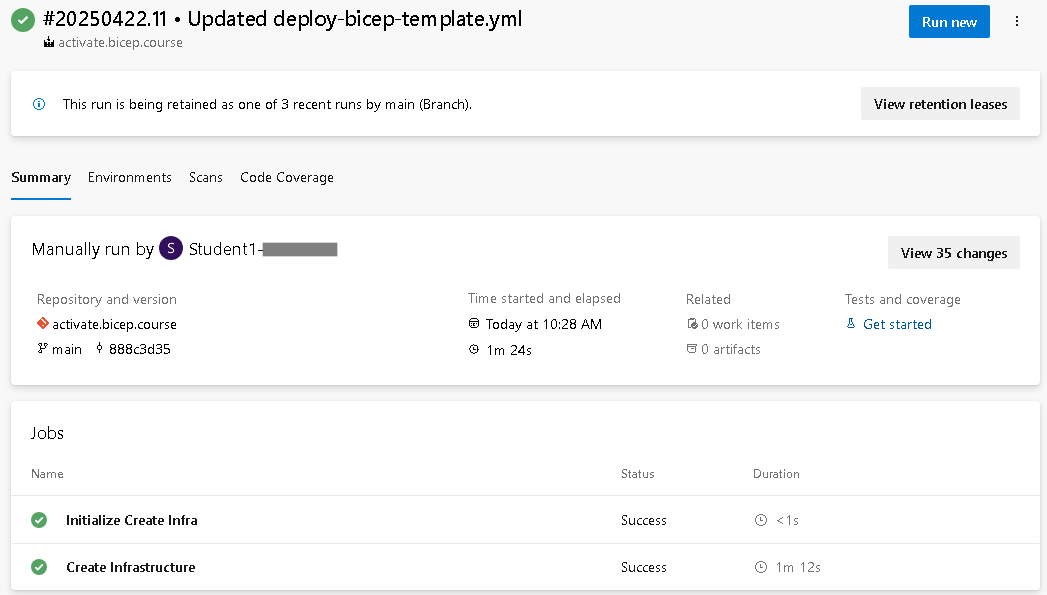 #20250422.11 • Updated deploy-bicep-template.yml
Run new
activate.bicep.course
This run is being retained as one of 3 recent runs by main (Branch).
View retention leases
Summary Environments Scans Code Coverage
Manually run by S Student1-
View 35 changes
Repository and version Time started and elapsed Related Tests and coverage
activate.bicep.course Today at 10:28 AM 0 work items Get started
main 888c3d35 1m 24s 0 artifacts
Jobs
Name Status Duration
Initialize Create Infra Success <1s
Create Infrastructure Success 1m 12s